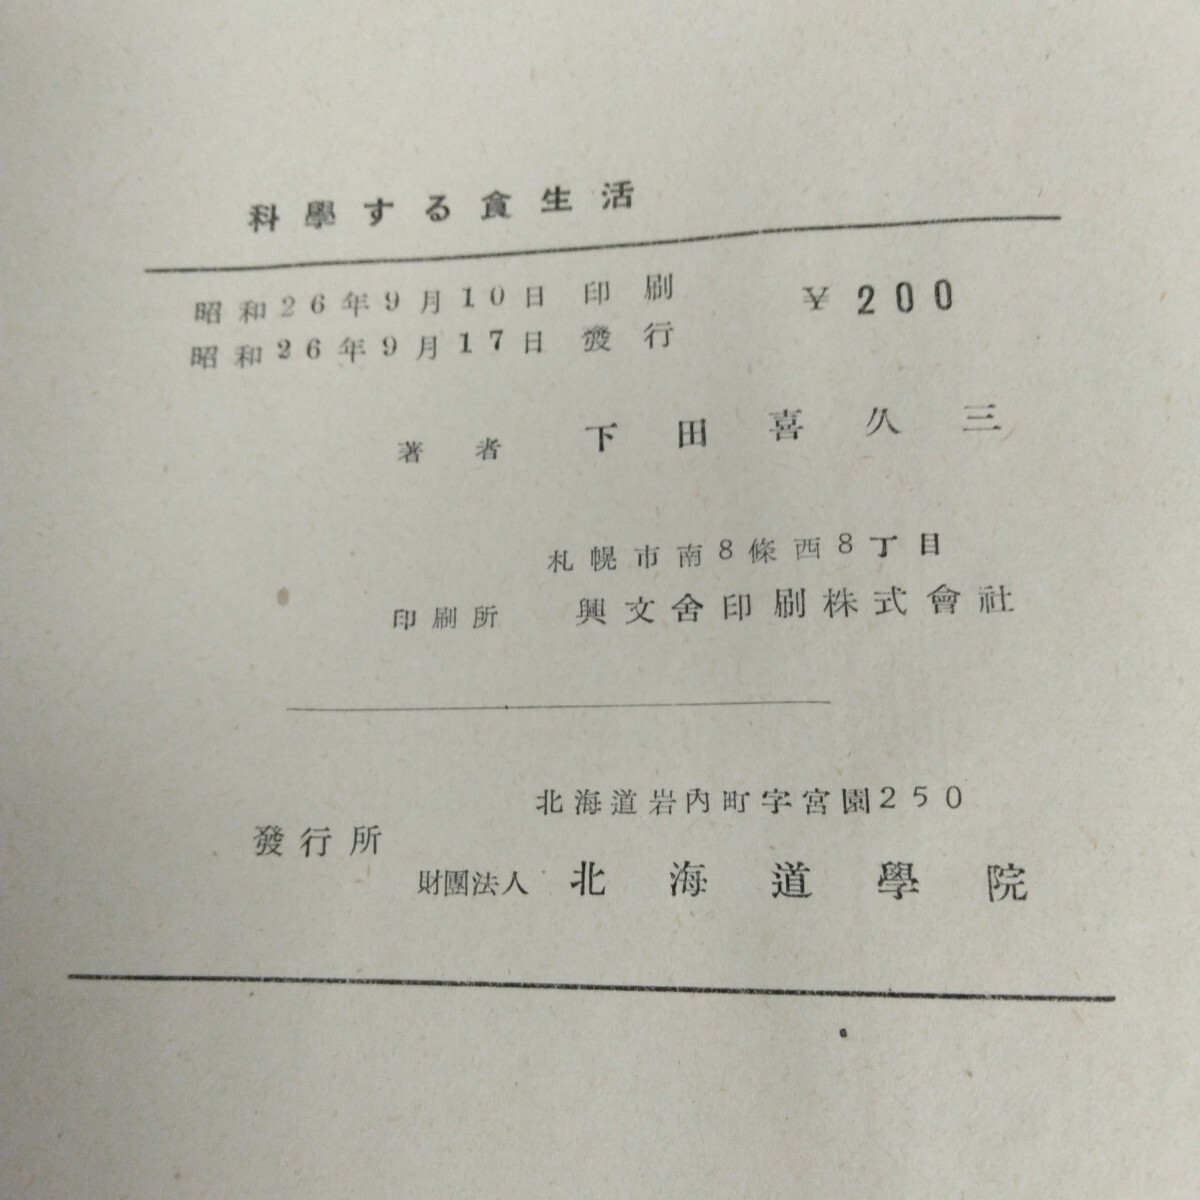 科學する食生活
昭和26年9月10日 印刷
昭和26年9月17日 發行
¥200
著者 下田喜久三
札幌市南8條西8丁目
印刷所 興文舍印刷株式會社
北海道岩內町字宮園250
發行所
財團法人 北海道學院